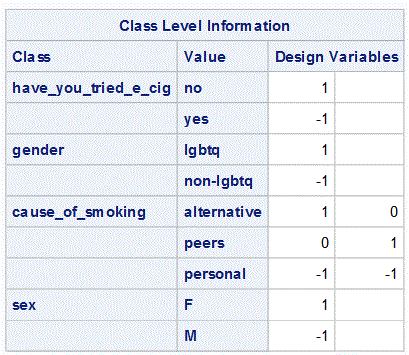 Class Level Information
Class Value Design Variables
have_you_tried_e_cig no 1
yes -1
gender lgbtq 1
non-lgbtq -1
cause_of_smoking alternative 1 0
peers 0 1
personal -1 -1
sex F 1
M -1